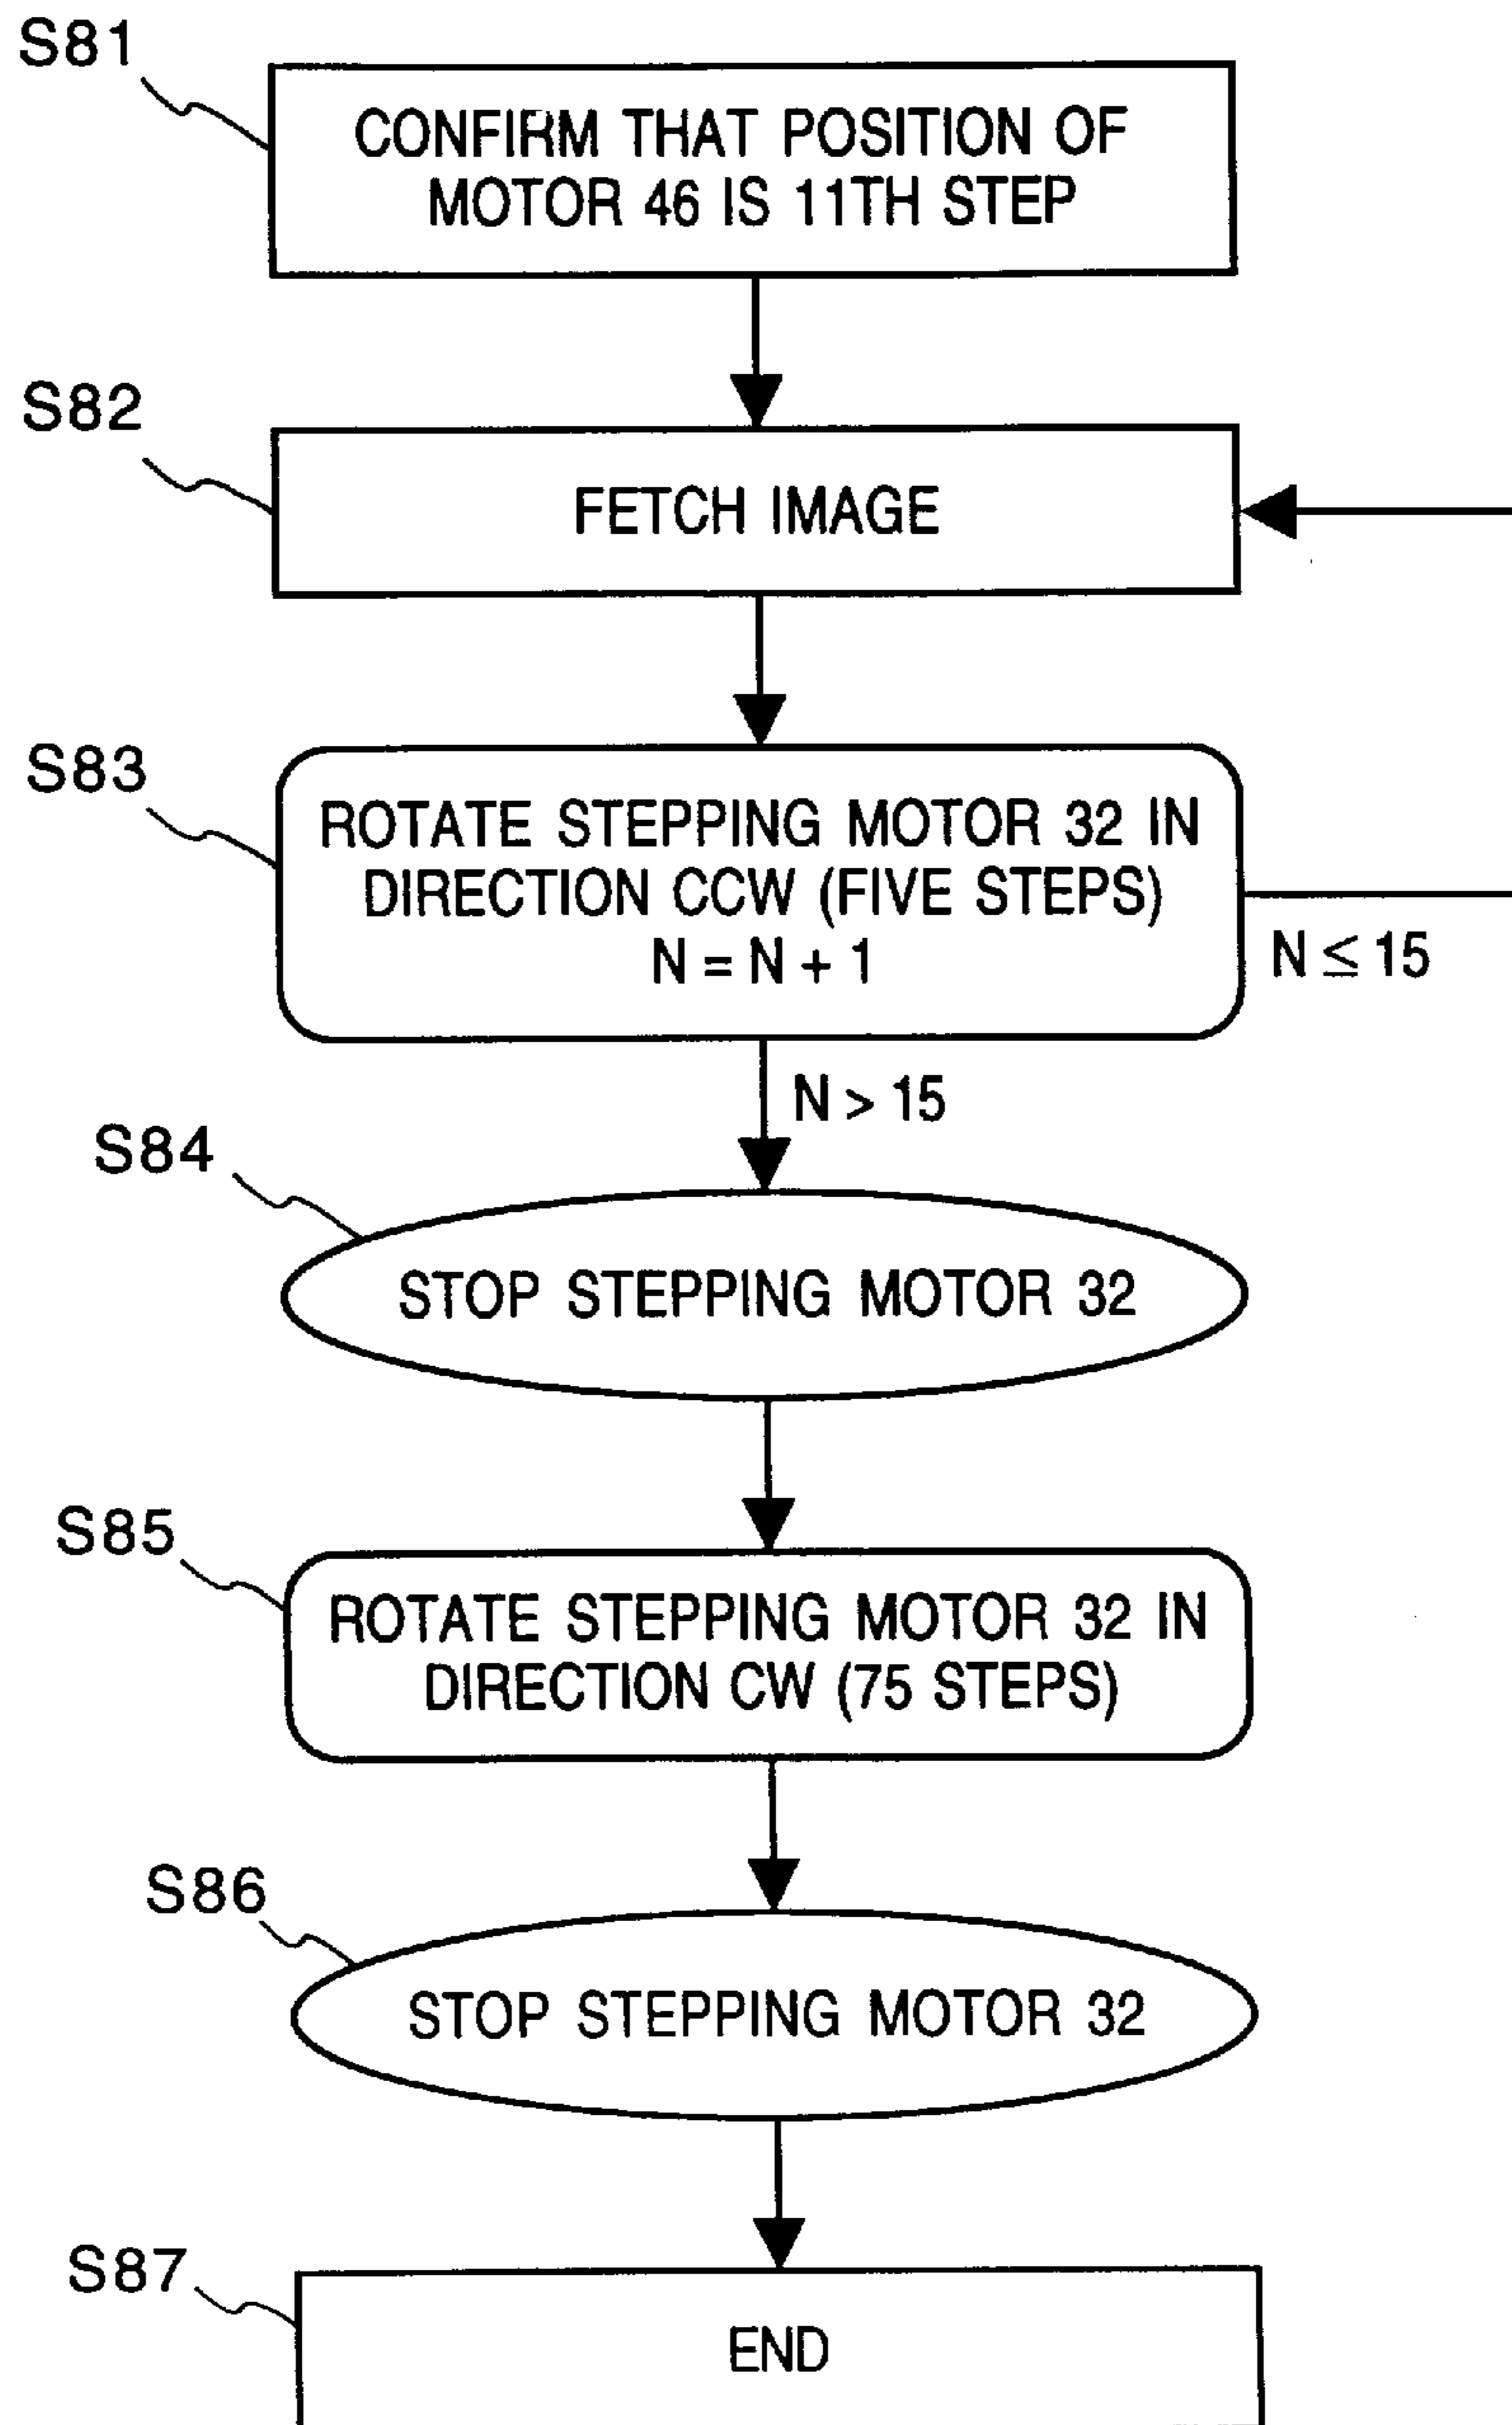 S81
CONFIRM THAT POSITION OF
MOTOR 46 IS 11TH STEP
S82
FETCH IMAGE
S83
ROTATE STEPPING MOTOR 32 IN
DIRECTION CCW (FIVE STEPS)
N = N + 1
N ≦ 15
N > 15
S84
STOP STEPPING MOTOR 32
S85
ROTATE STEPPING MOTOR 32 IN
DIRECTION CW (75 STEPS)
S86
STOP STEPPING MOTOR 32
S87
END